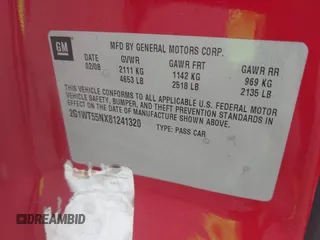 GM
MFD BY GENERAL MOTORS CORP.
DATE GVWR GAWR FRT GAWR RR
02/08 2111 KG 1142 KG 969 KG
4653 LB 2518 LB 2135 LB
THIS VEHICLE CONFORMS TO ALL APPLICABLE U.S. FEDERAL MOTOR
VEHICLE SAFETY, BUMPER, AND THEFT PREVENTION STANDARDS IN
EFFECT ON THE DATE OF MANUFACTURE SHOWN ABOVE.
2G1WT55NX81241320
TYPE: PASS CAR
DREAMBID